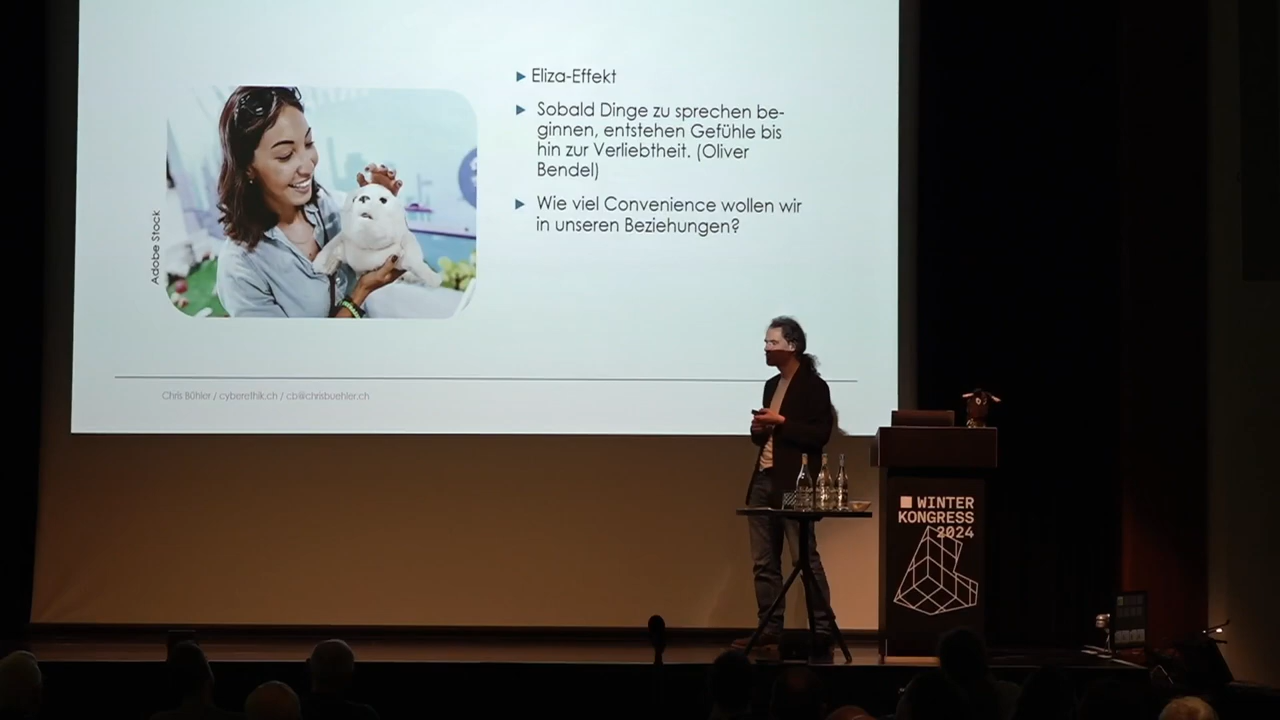 Eliza-Effekt
Sobald Dinge zu sprechen be-
ginnen, entstehen Gefühle bis
hin zur Verliebtheit. (Oliver
Bendel)
Wie viel Convenience wollen wir
in unseren Beziehungen?
Adobe Stock
Chris Bühler / cyberethik.ch / cb@chrisbuehler.ch
WINTER
KONGRESS
2024